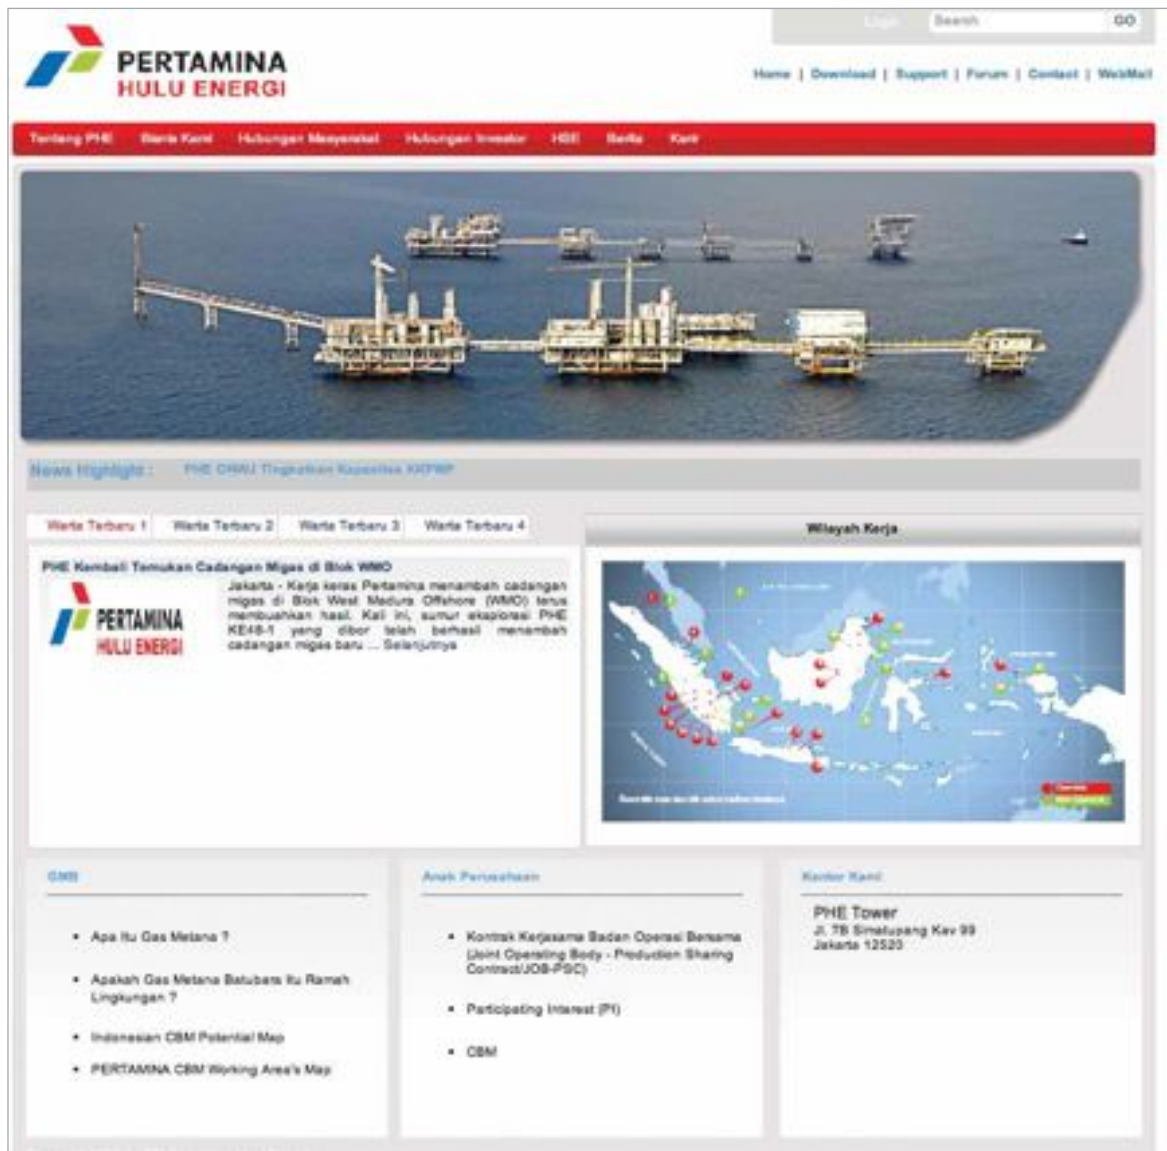 Login Search GO
PERTAMINA
HULU ENERGI
Home | Download | Support | Forum | Contact | WebMail
Tentang PHE Bisnis Kami Hubungan Masyarakat Hubungan Investor HSE Berita Karir
News Highlight : PHE ONWJ Tingkatkan Kapasitas
Warta Terbaru 1 Warta Terbaru 2 Warta Terbaru 3 Warta Terbaru 4
PHE Kembali Temukan Cadangan Migas di Blok WMO
PERTAMINA
HULU ENERGI
Jakarta - Kerja keras Pertamina menambah cadangan
migas di Blok West Madura Offshore (WMO) terus
membuahkan hasil. Kali ini, sumur eksplorasi PHE
KE48-1 yang dibor telah berhasil menambah
cadangan migas baru ... Selanjutnya
Wilayah Kerja
GMB
Apa Itu Gas Metana ?
Apakah Gas Metana Batubara Itu Ramah
Lingkungan ?
Indonesian CBM Potential Map
PERTAMINA CBM Working Area's Map
Anak Perusahaan
Kontrak Kerjasama Badan Operasi Bersama
(Joint Operating Body - Production Sharing
Contract/JOB-PSC)
Participating Interest (PI)
CBM
Kantor Kami
PHE Tower
Jl. TB Simatupang Kav 99
Jakarta 12520